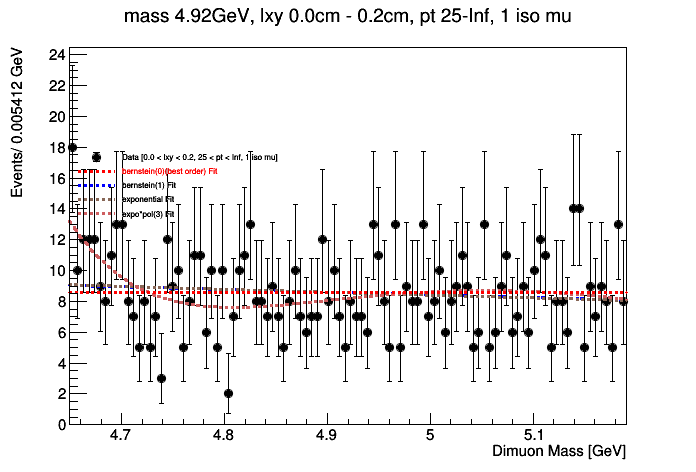 mass 4.92GeV, lxy 0.0cm - 0.2cm, pt 25-Inf, 1 iso mu
Events/ 0.005412 GeV
24
22
20
18
16
14
12
10
8
6
4
2
0
Data [0.0 < lxy < 0.2, 25 < pt < Inf, 1 iso mu]
bernstein(0)(best order) Fit
bernstein(1) Fit
exponential Fit
expo*pol(3) Fit
4.7 4.8 4.9 5 5.1
Dimuon Mass [GeV]